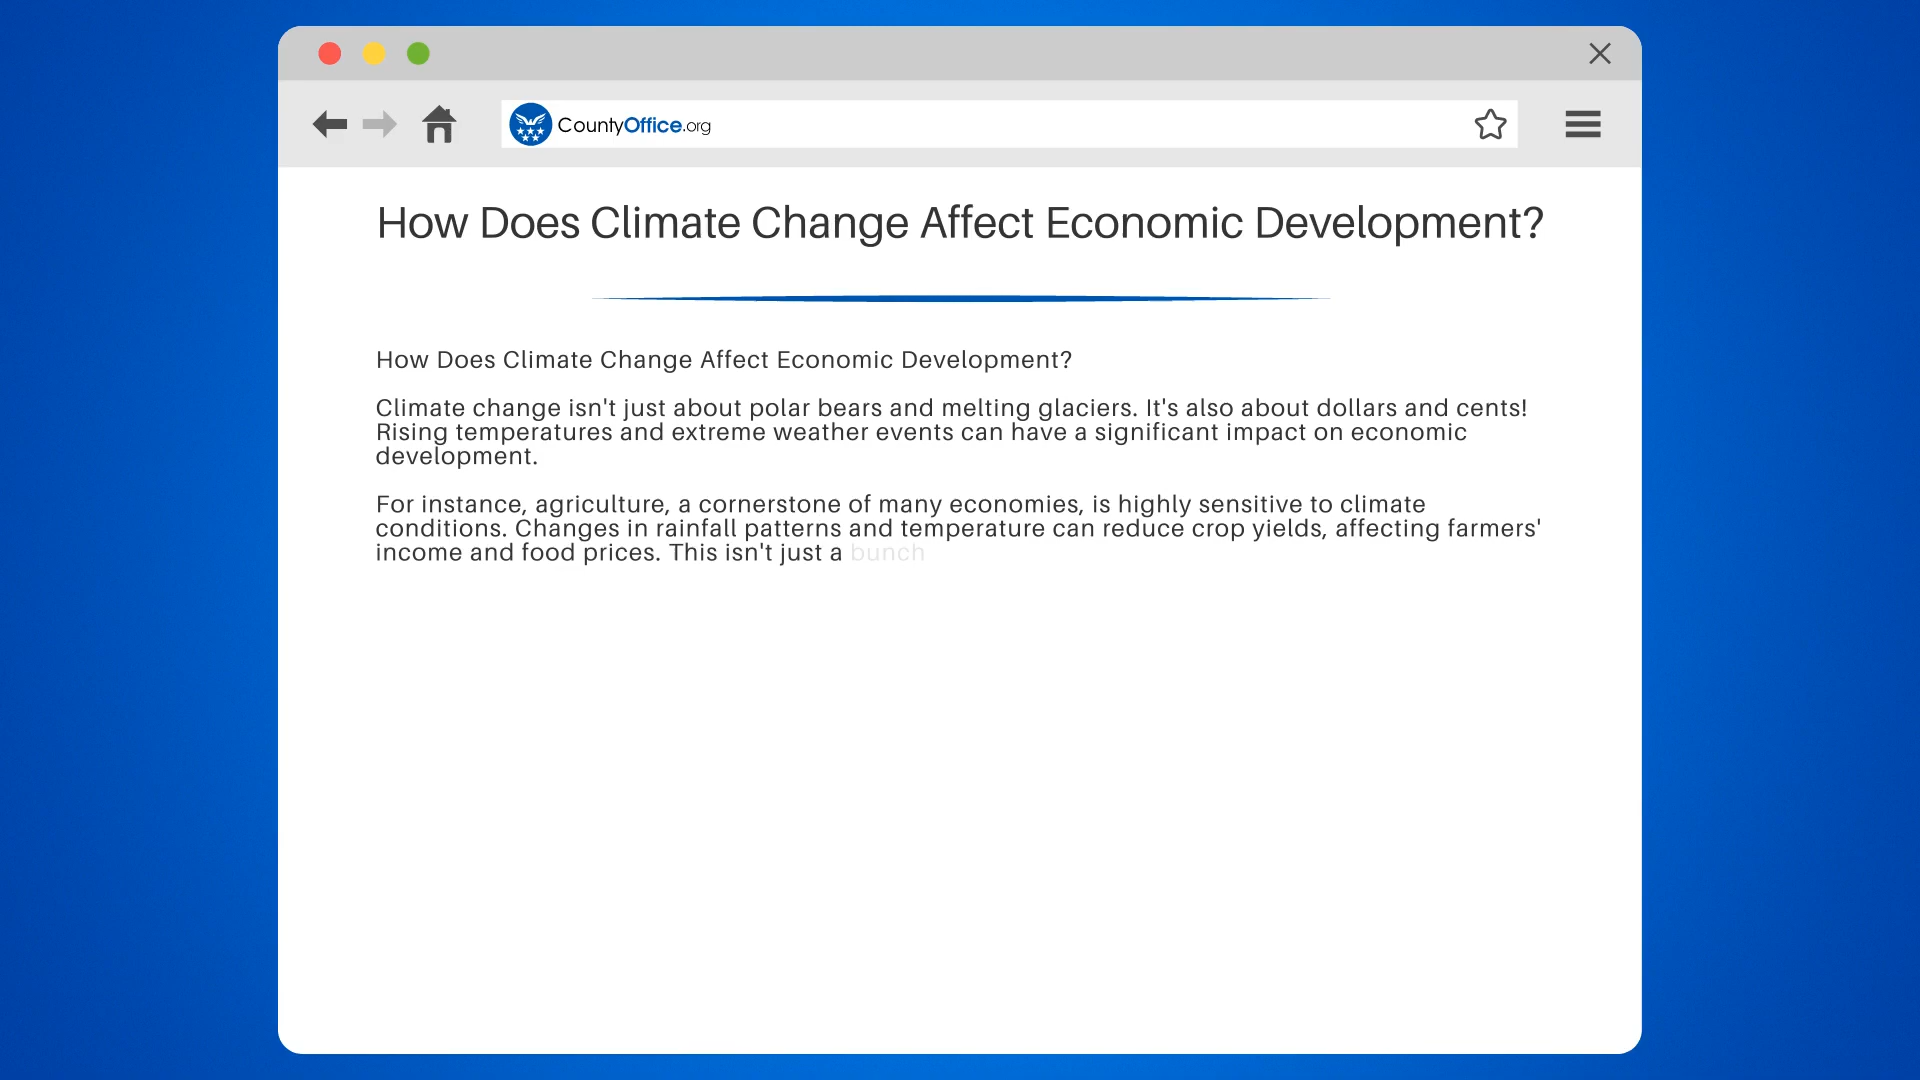 CountyOffice.org
How Does Climate Change Affect Economic Development?
How Does Climate Change Affect Economic Development?
Climate change isn't just about polar bears and melting glaciers. It's also about dollars and cents!
Rising temperatures and extreme weather events can have a significant impact on economic
development.
For instance, agriculture, a cornerstone of many economies, is highly sensitive to climate
conditions. Changes in rainfall patterns and temperature can reduce crop yields, affecting farmers'
income and food prices. This isn't just a bunch